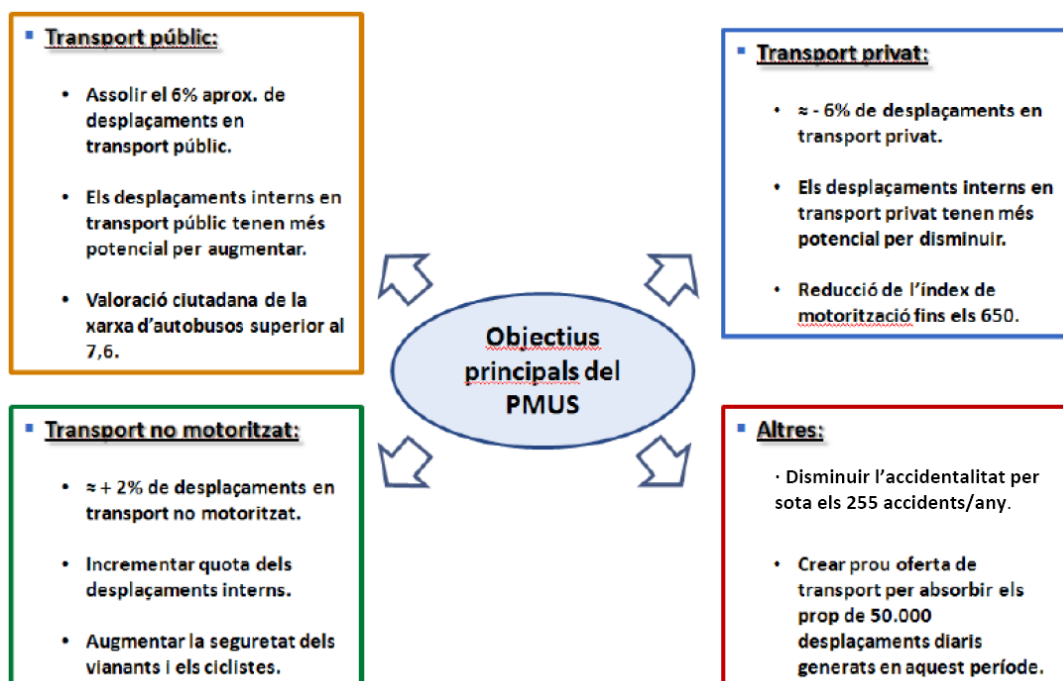 Transport públic:
Assolir el 6% aprox. de
desplaçaments en
transport públic.
Els desplaçaments interns en
transport públic tenen més
potencial per augmentar.
Valoració ciutadana de la
xarxa d'autobusos superior al
7,6.
Transport privat:
≈ - 6% de desplaçaments en
transport privat.
Els desplaçaments interns en
transport privat tenen més
potencial per disminuir.
Reducció de l'índex de
motorització fins els 650.
Objectius
principals del
PMUS
Transport no motoritzat:
≈ + 2% de desplaçaments en
transport no motoritzat.
Incrementar quota dels
desplaçaments interns.
Augmentar la seguretat dels
vianants i els ciclistes.
Altres:
· Disminuir l'accidentalitat per
sota els 255 accidents/any.
Crear prou oferta de
transport per absorbir els
prop de 50.000
desplaçaments diaris
generats en aquest període.